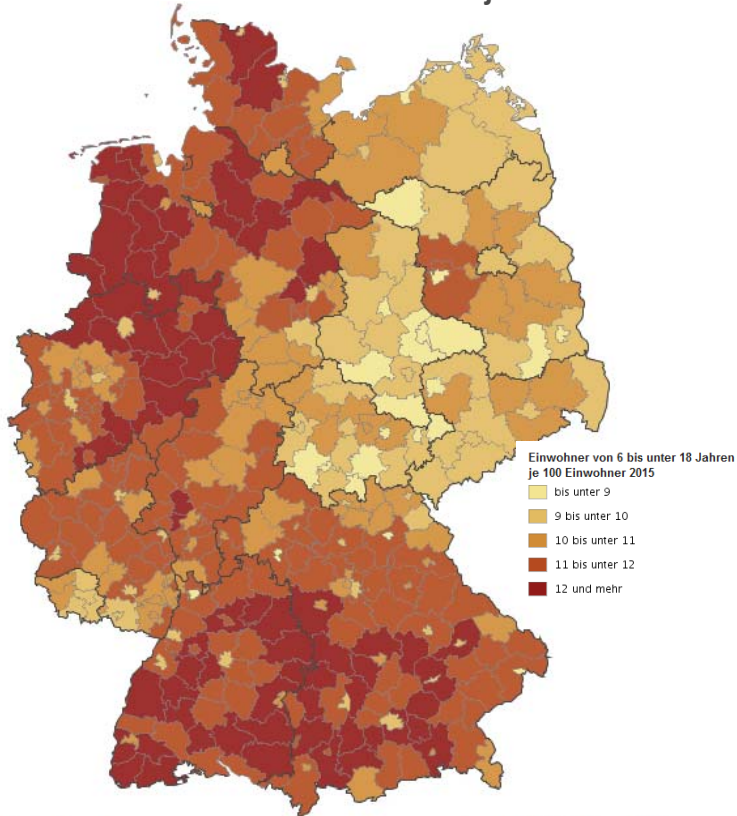 Einwohner von 6 bis unter 18 Jahren
je 100 Einwohner 2015
bis unter 9
9 bis unter 10
10 bis unter 11
11 bis unter 12
12 und mehr